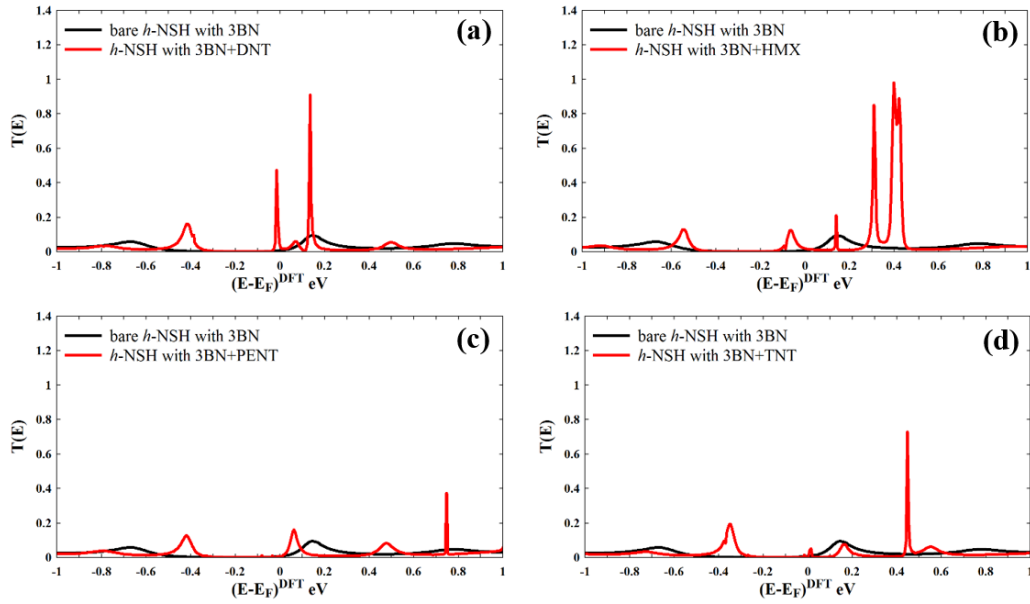 1.4
bare h-NSH with 3BN
h-NSH with 3BN+DNT
(a)
1.2
1
0.8
0.6
0.4
0.2
0
T(E)
-1 -0.8 -0.6 -0.4 -0.2 0 0.2 0.4 0.6 0.8 1
(E-EF)DFT eV
1.4
bare h-NSH with 3BN
h-NSH with 3BN+HMX
(b)
1.2
1
0.8
0.6
0.4
0.2
0
T(E)
-1 -0.8 -0.6 -0.4 -0.2 0 0.2 0.4 0.6 0.8 1
(E-EF)DFT eV
1.4
bare h-NSH with 3BN
h-NSH with 3BN+PENT
(c)
1.2
1
0.8
0.6
0.4
0.2
0
T(E)
-1 -0.8 -0.6 -0.4 -0.2 0 0.2 0.4 0.6 0.8 1
(E-EF)DFT eV
1.4
bare h-NSH with 3BN
h-NSH with 3BN+TNT
(d)
1.2
1
0.8
0.6
0.4
0.2
0
T(E)
-1 -0.8 -0.6 -0.4 -0.2 0 0.2 0.4 0.6 0.8 1
(E-EF)DFT eV